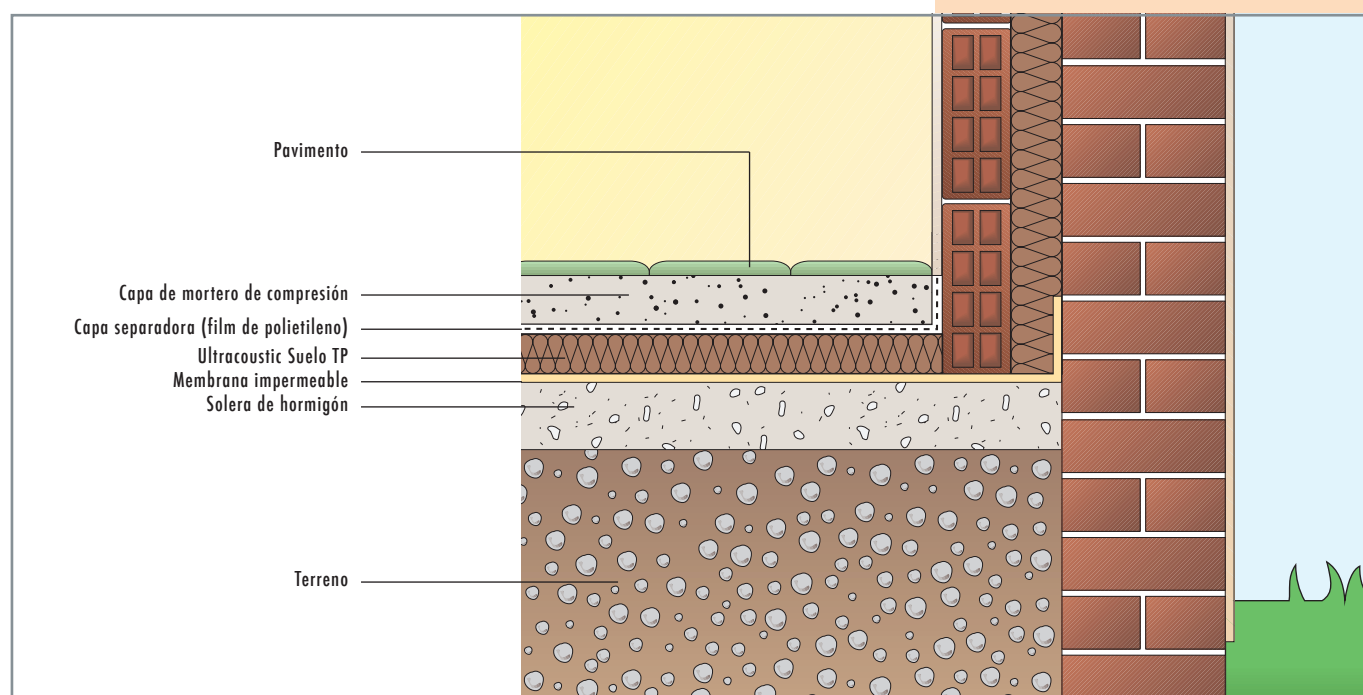 Pavimento
Capa de mortero de compresión
Capa separadora (film de polietileno)
Ultracoustic Suelo TP
Membrana impermeable
Solera de hormigón
Terreno